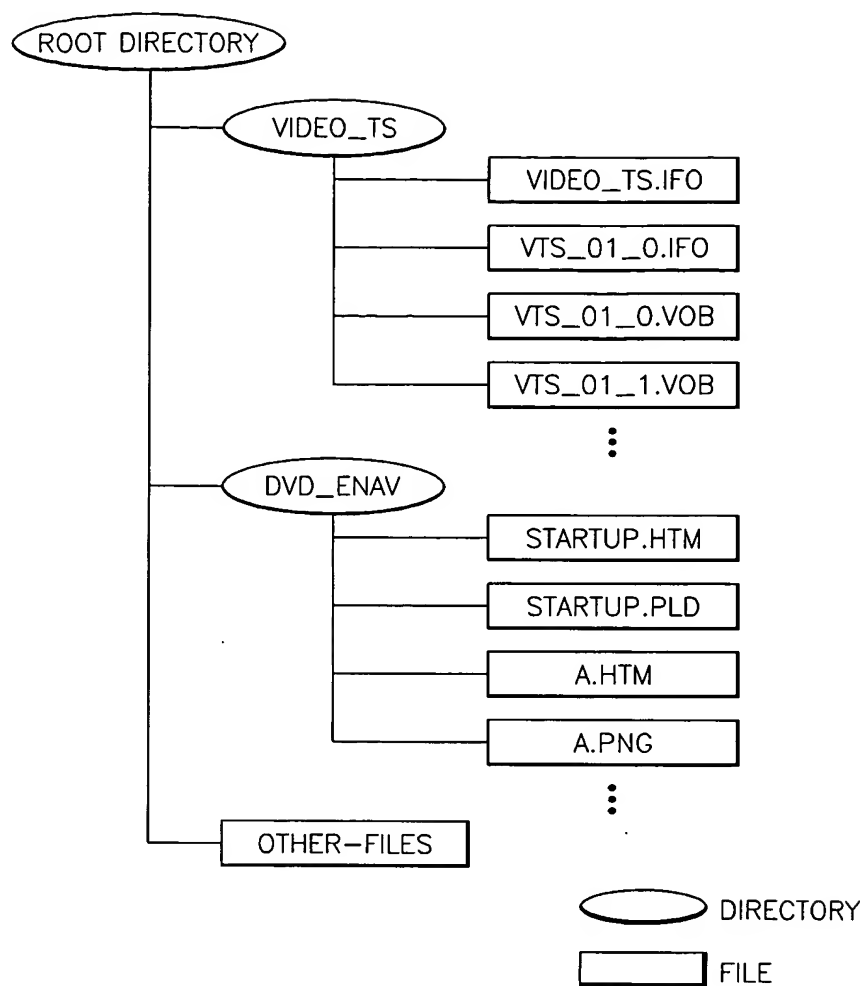 ROOT DIRECTORY
VIDEO_TS
VIDEO_TS.IFO
VTS_01_0.IFO
VTS_01_0.VOB
VTS_01_1.VOB
DVD_ENAV
STARTUP.HTM
STARTUP.PLD
A.HTM
A.PNG
OTHER-FILES
DIRECTORY
FILE